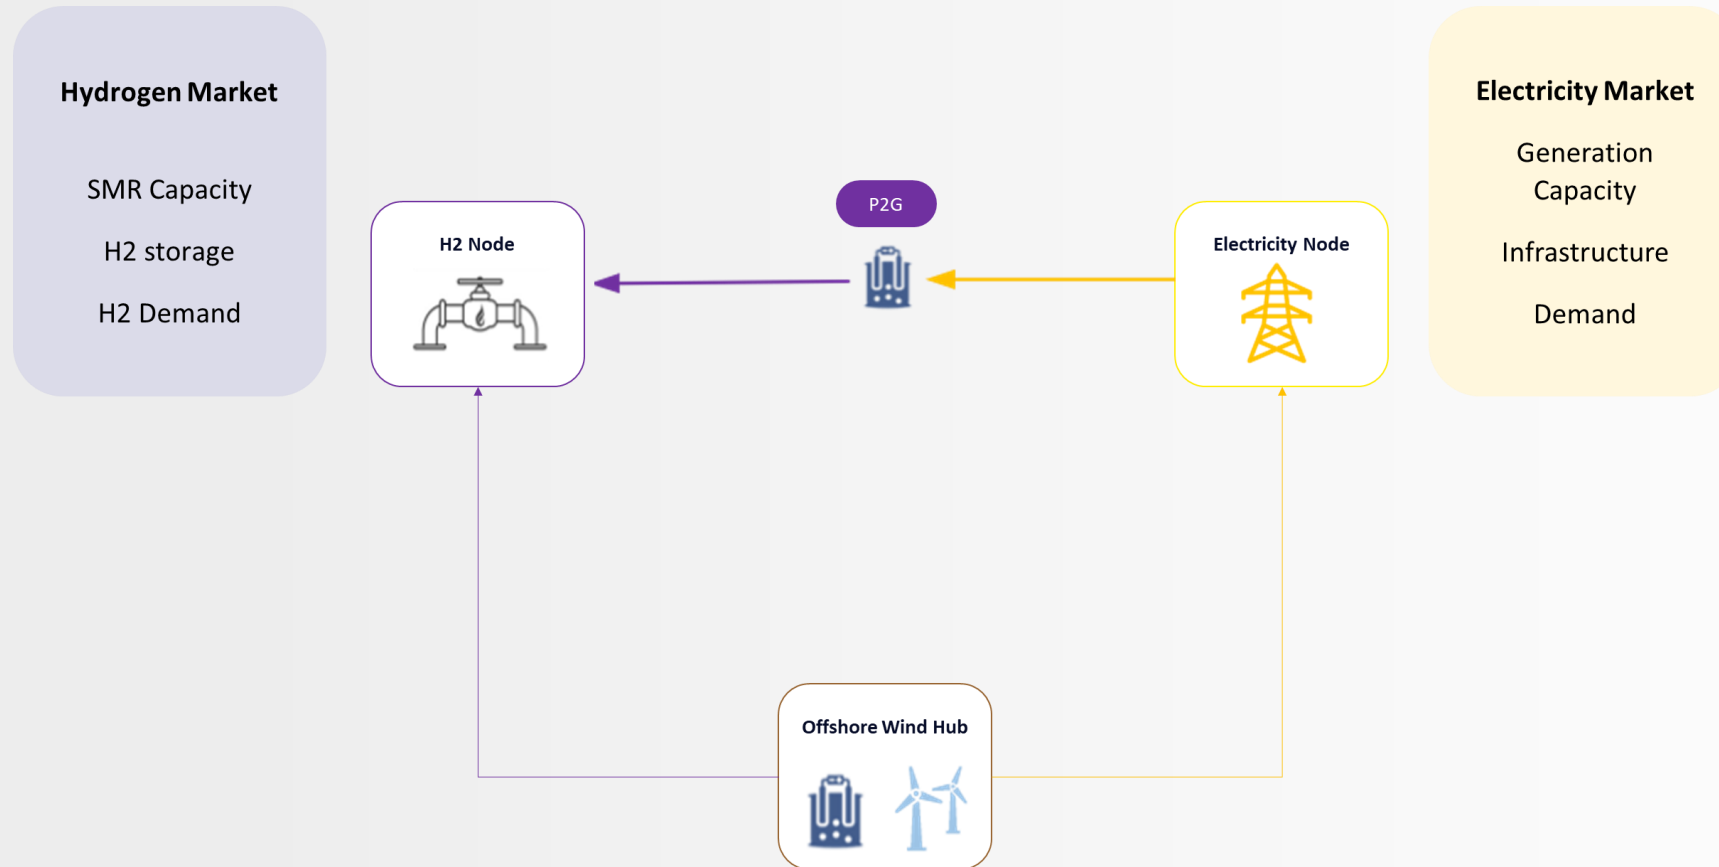 Hydrogen Market
SMR Capacity
H2 storage
H2 Demand
H2 Node
P2G
Electricity Node
Electricity Market
Generation
Capacity
Infrastructure
Demand
Offshore Wind Hub